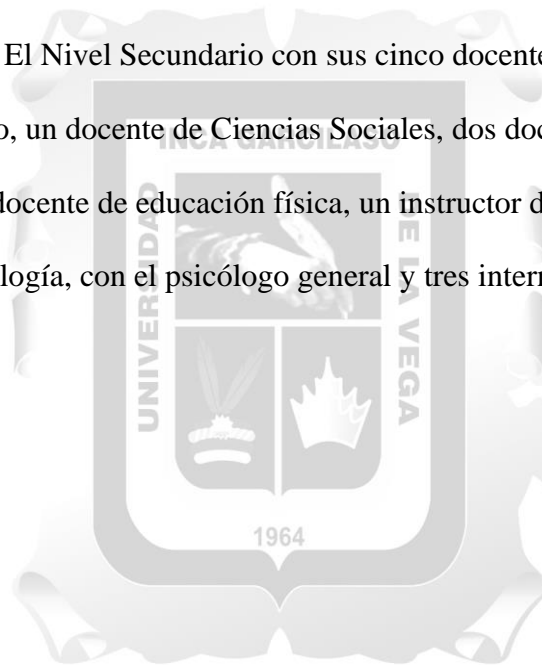 El Nivel Secundario con sus cinco docente
o, un docente de Ciencias Sociales, dos doc
docente de educación física, un instructor d
logía, con el psicólogo general y tres intern
INCA GARCILASO
UNIVERSIDAD
DE LA VEGA
1964